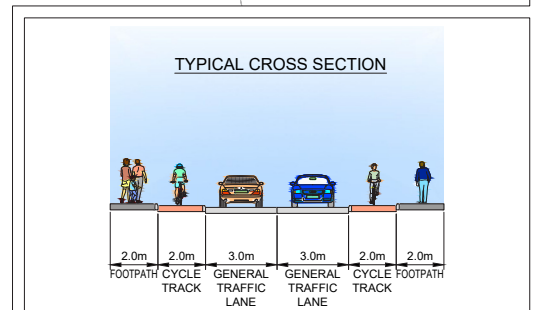 TYPICAL CROSS SECTION
2.0m 2.0m 3.0m 3.0m 2.0m 2.0m
FOOTPATH CYCLE GENERAL GENERAL CYCLE FOOTPATH
TRACK TRAFFIC TRAFFIC TRACK
LANE LANE